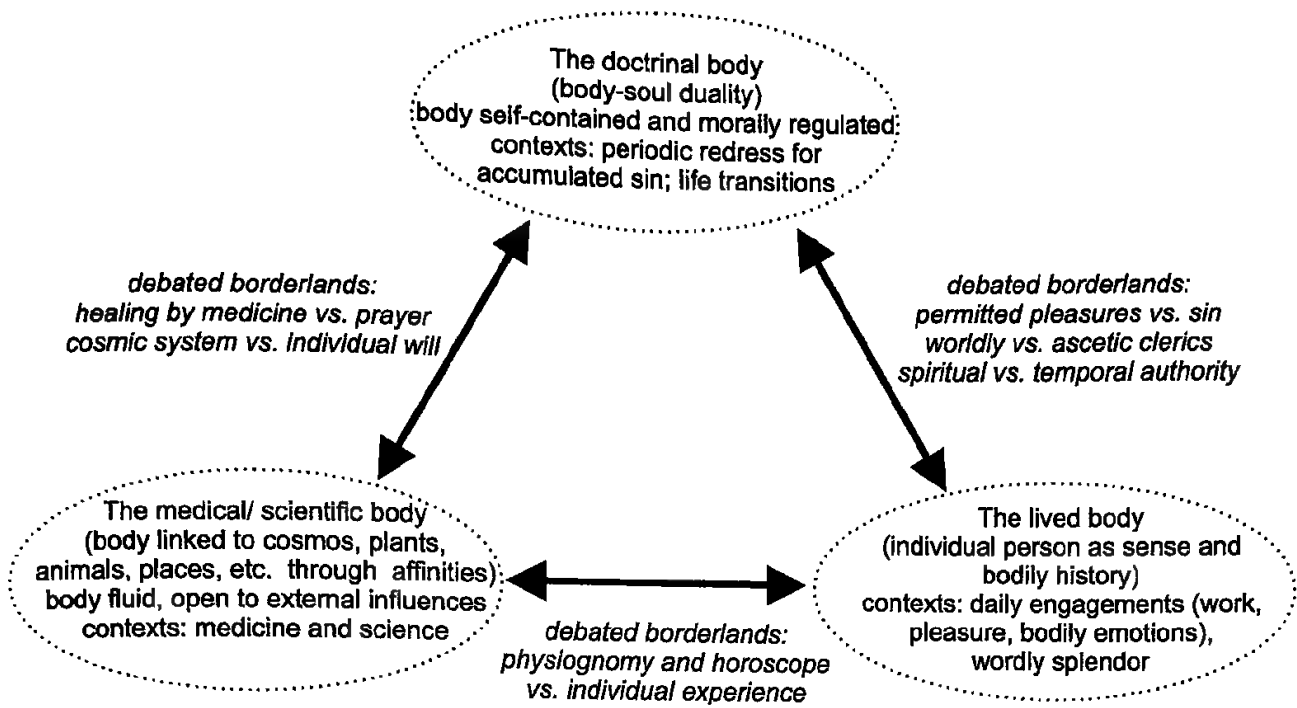 The doctrinal body
(body-soul duality)
body self-contained and morally regulated
contexts: periodic redress for
accumulated sin; life transitions
debated borderlands:
healing by medicine vs. prayer
cosmic system vs. individual will
debated borderlands:
permitted pleasures vs. sin
worldly vs. ascetic clerics
spiritual vs. temporal authority
The medical/ scientific body
(body linked to cosmos, plants,
animals, places, etc. through affinities)
body fluid, open to external influences
contexts: medicine and science
The lived body
(individual person as sense and
bodily history)
contexts: daily engagements (work,
pleasure, bodily emotions),
wordly splendor
debated borderlands:
physiognomy and horoscope
vs. individual experience